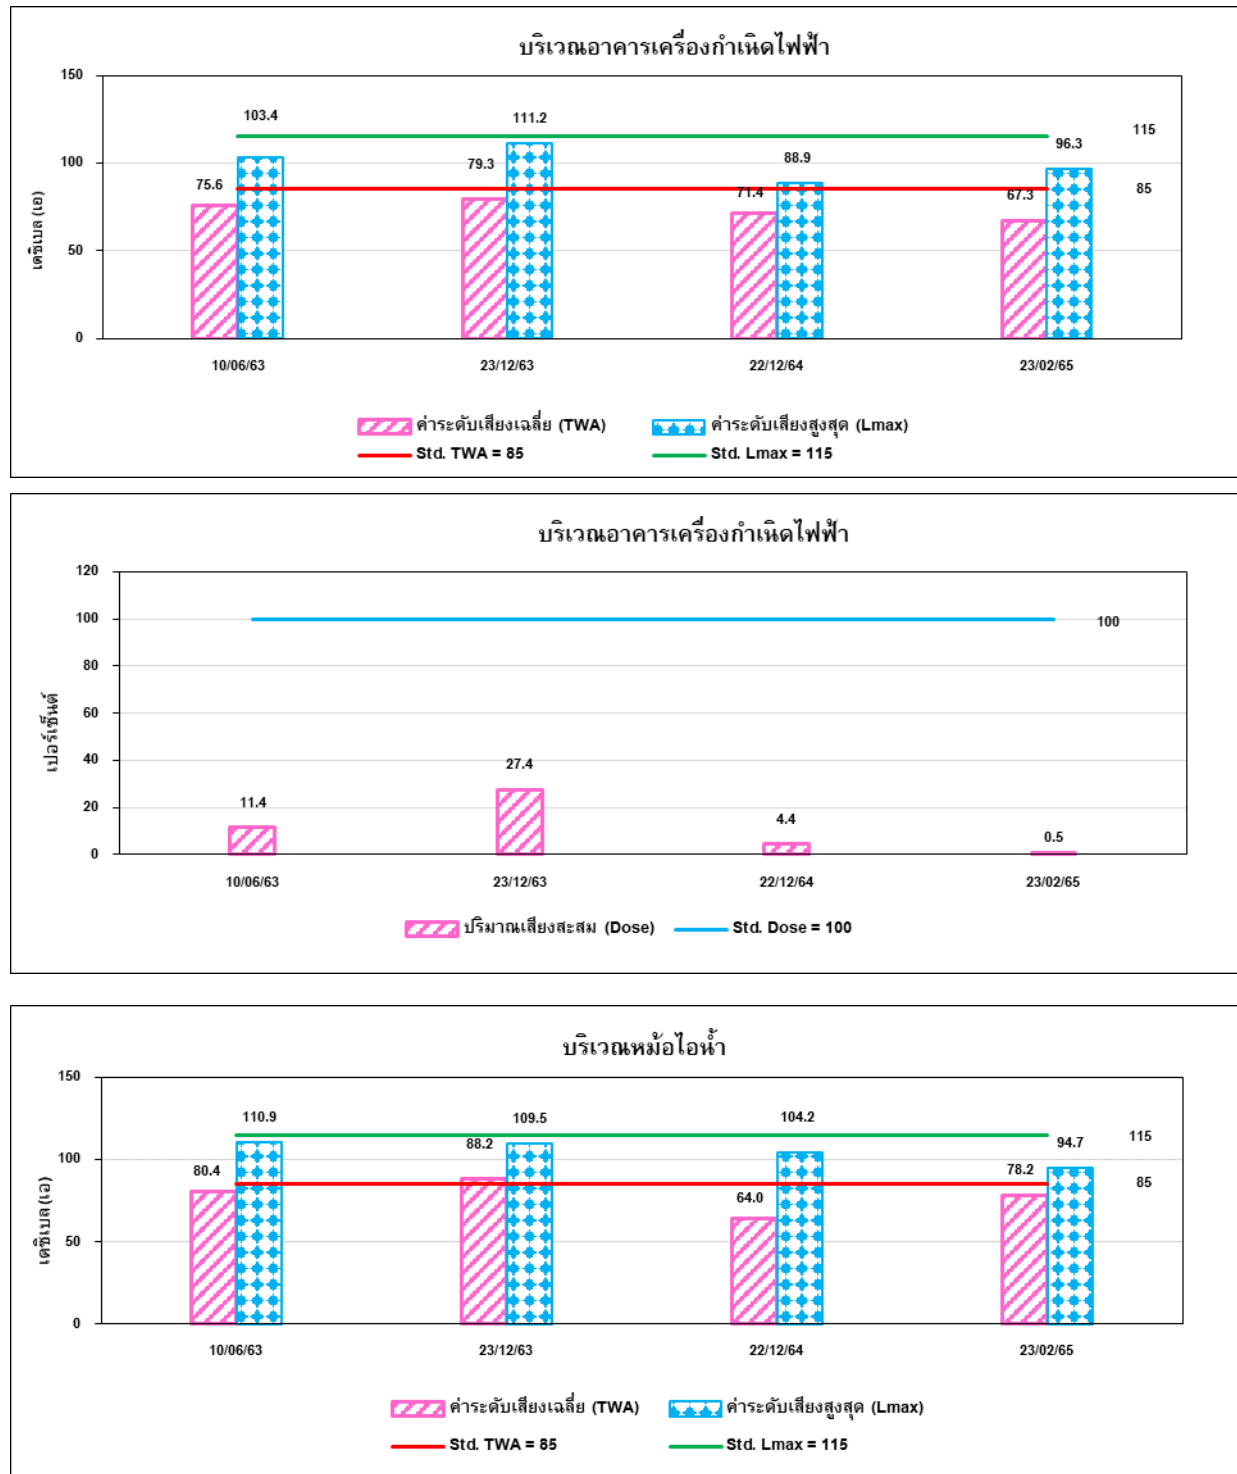 บริเวณอาคารเครื่องกำเนิดไฟฟ้า
เดซิเบล (เอ)
150
100
50
0
103.4
111.2
88.9
96.3
75.6
79.3
71.4
67.3
115
85
10/06/63 23/12/63 22/12/64 23/02/65
ค่าระดับเสียงเฉลี่ย (TWA) ค่าระดับเสียงสูงสุด (Lmax)
Std. TWA = 85 Std. Lmax = 115
บริเวณอาคารเครื่องกำเนิดไฟฟ้า
เปอร์เซ็นต์
120
100
80
60
40
20
0
100
11.4
27.4
4.4
0.5
10/06/63 23/12/63 22/12/64 23/02/65
ปริมาณเสียงสะสม (Dose) Std. Dose = 100
บริเวณหม้อไอน้ำ
เดซิเบล (เอ)
150
100
50
0
110.9
109.5
104.2
94.7
80.4
88.2
64.0
78.2
115
85
10/06/63 23/12/63 22/12/64 23/02/65
ค่าระดับเสียงเฉลี่ย (TWA) ค่าระดับเสียงสูงสุด (Lmax)
Std. TWA = 85 Std. Lmax = 115